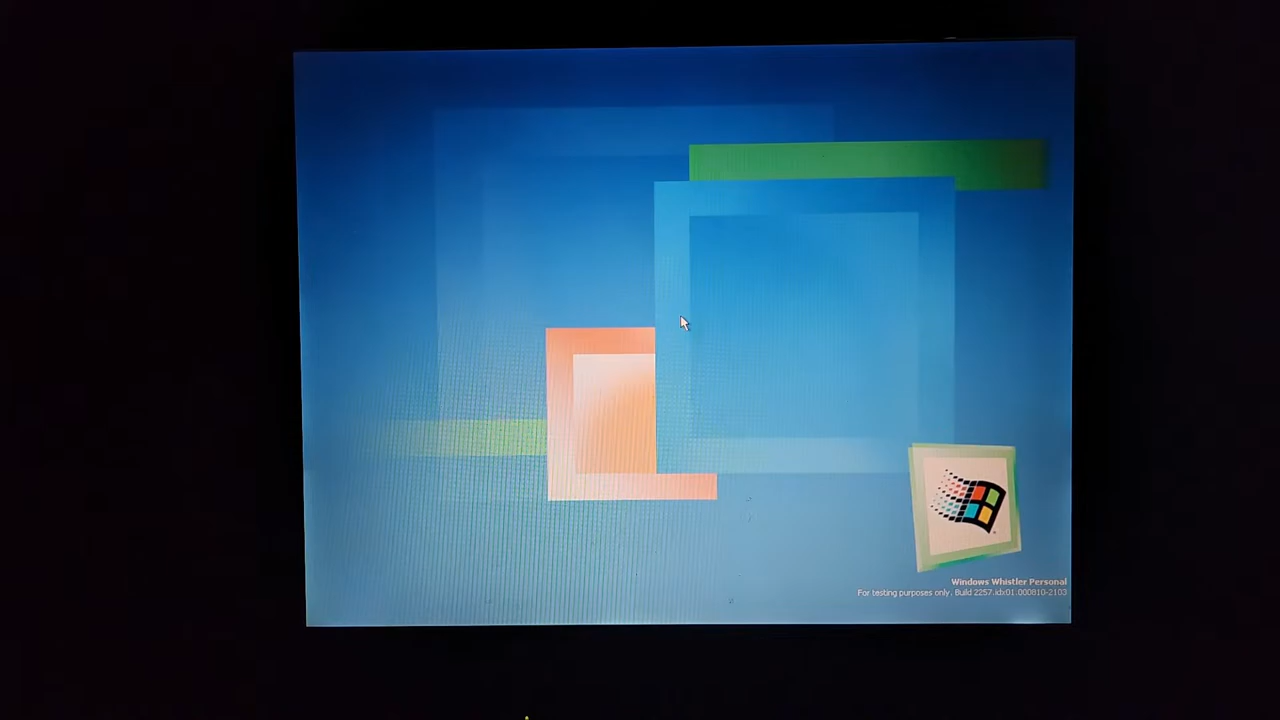 Windows Whistler Personal
For testing purposes only. Build 2257.idx01.000810-2103